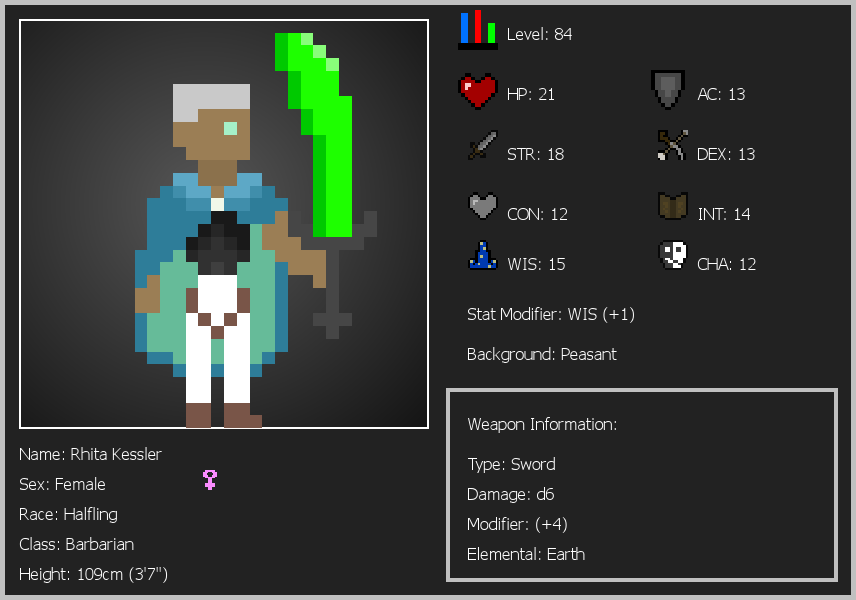 Level: 84
HP: 21
AC: 13
STR: 18
DEX: 13
CON: 12
INT: 14
WIS: 15
CHA: 12
Stat Modifier: WIS (+1)
Background: Peasant
Weapon Information:
Type: Sword
Damage: d6
Modifier: (+4)
Elemental: Earth
Name: Rhita Kessler
Sex: Female
Race: Halfling
Class: Barbarian
Height: 109cm (3'7")